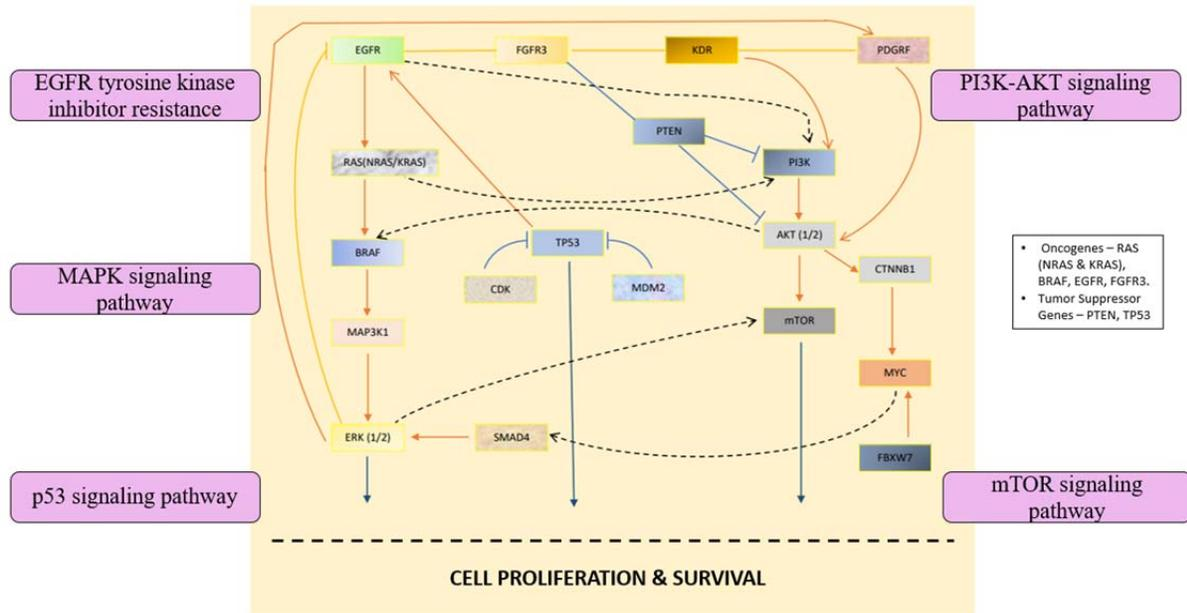 EGFR
FGFR3
KDR
PDGRF
EGFR tyrosine kinase
inhibitor resistance
PI3K-AKT signaling
pathway
PTEN
RAS(NRAS/KRAS)
PI3K
AKT (1/2)
TP53
BRAF
CTNNB1
MAPK signaling
pathway
CDK
MDM2
• Oncogenes – RAS
(NRAS & KRAS),
BRAF, EGFR, FGFR3.
• Tumor Suppressor
Genes – PTEN, TP53
MAP3K1
mTOR
MYC
ERK (1/2)
SMAD4
FBXW7
p53 signaling pathway
mTOR signaling
pathway
CELL PROLIFERATION & SURVIVAL